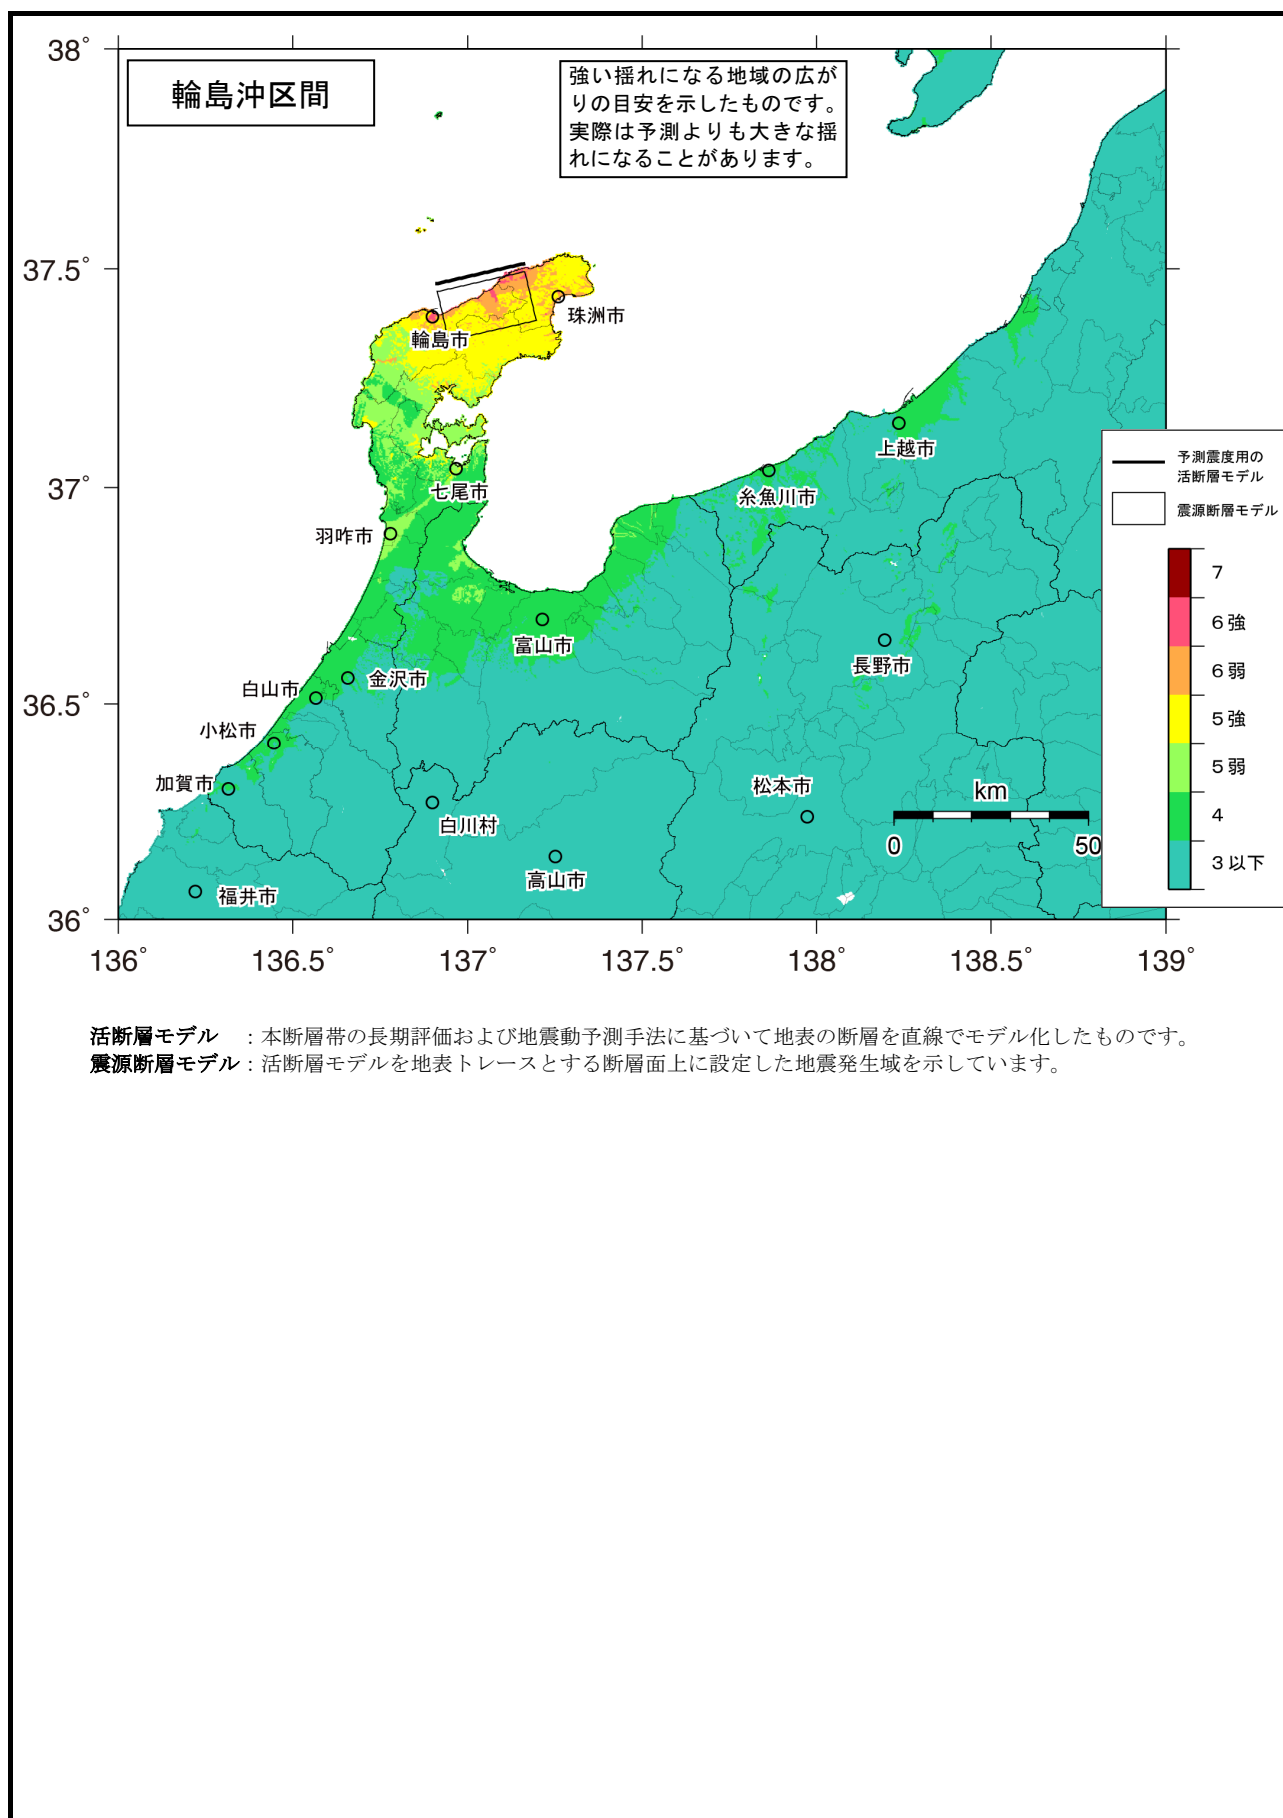 輪島沖区間
強い揺れになる地域の広が
りの目安を示したものです。
実際は予測よりも大きな揺
れになることがあります。
38°
37.5°
37°
36.5°
36°
136°
136.5°
137°
137.5°
138°
138.5°
139°
珠洲市
輪島市
七尾市
羽咋市
上越市
糸魚川市
富山市
長野市
金沢市
白山市
小松市
加賀市
松本市
白川村
高山市
福井市
km
0
50
予測震度用の
活断層モデル
震源断層モデル
7
6強
6弱
5強
5弱
4
3以下
活断層モデル ：本断層帯の長期評価および地震動予測手法に基づいて地表の断層を直線でモデル化したものです。
震源断層モデル：活断層モデルを地表トレースとする断層面上に設定した地震発生域を示しています。